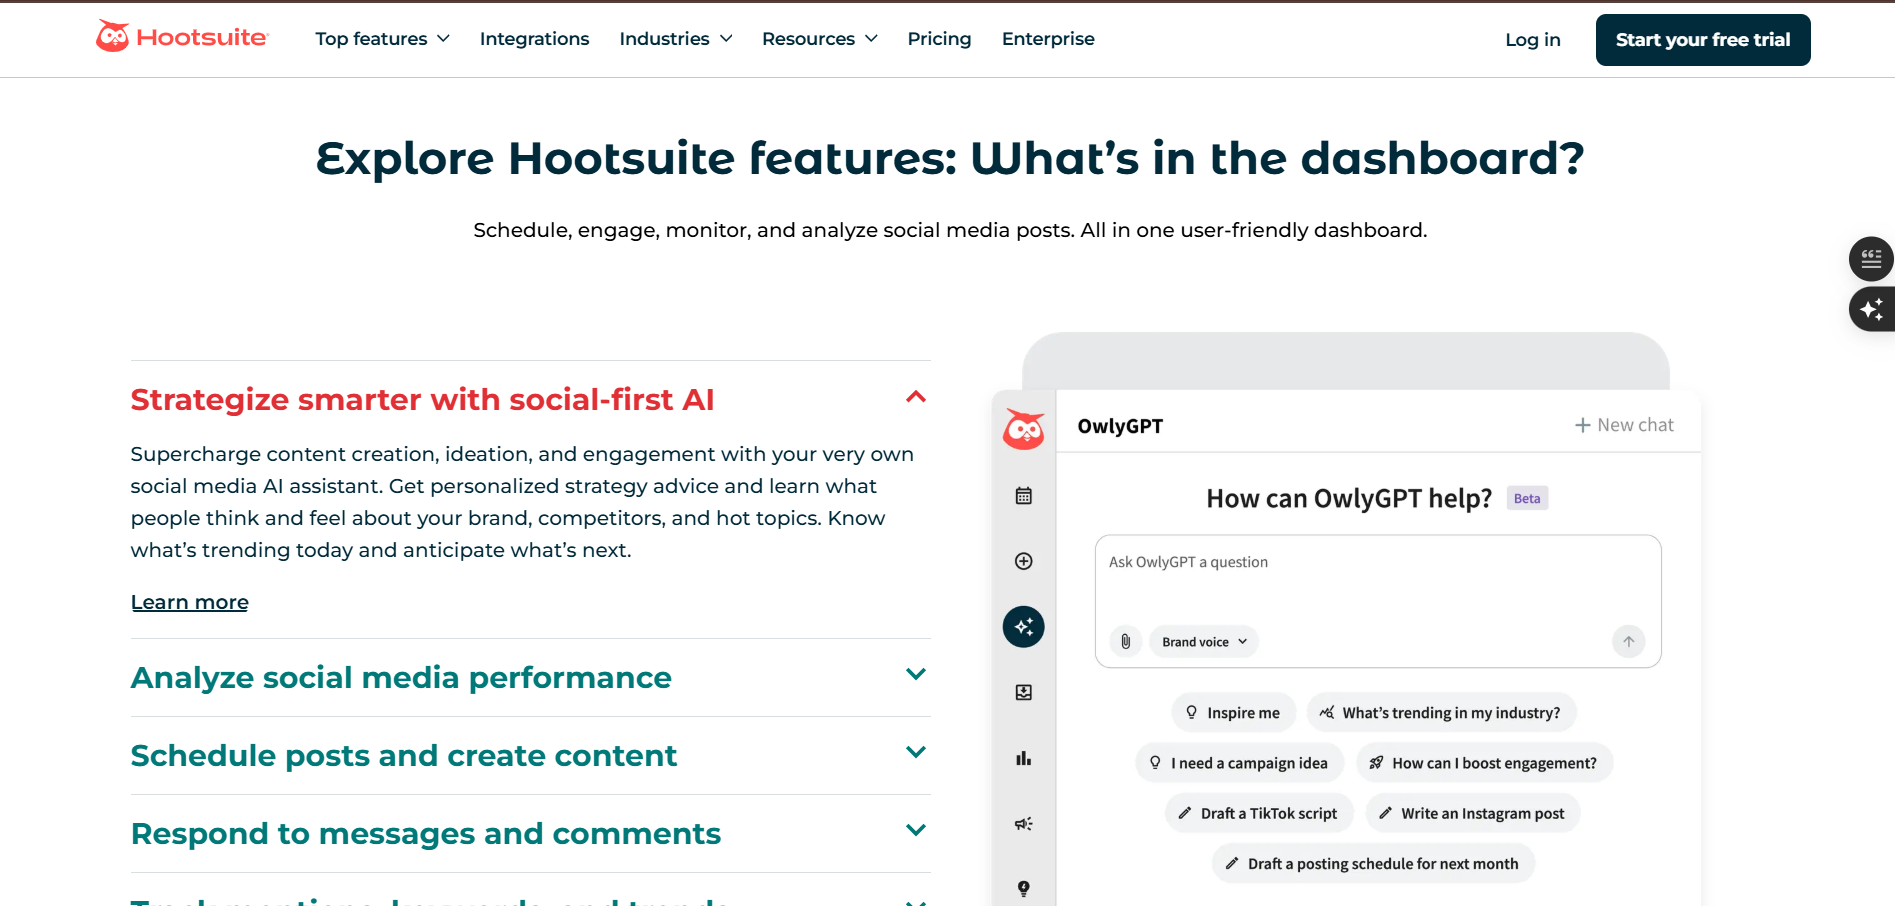 Hootsuite
Top features
Integrations
Industries
Resources
Pricing
Enterprise
Log in
Start your free trial
Explore Hootsuite features: What’s in the dashboard?
Schedule, engage, monitor, and analyze social media posts. All in one user-friendly dashboard.
Strategize smarter with social-first AI
Supercharge content creation, ideation, and engagement with your very own
social media AI assistant. Get personalized strategy advice and learn what
people think and feel about your brand, competitors, and hot topics. Know
what’s trending today and anticipate what’s next.
Learn more
Analyze social media performance
Schedule posts and create content
Respond to messages and comments
Track mentions, keywords, and trends
OwlyGPT
New chat
How can OwlyGPT help?
Beta
Ask OwlyGPT a question
Brand voice
Inspire me
What’s trending in my industry?
I need a campaign idea
How can I boost engagement?
Draft a TikTok script
Write an Instagram post
Draft a posting schedule for next month